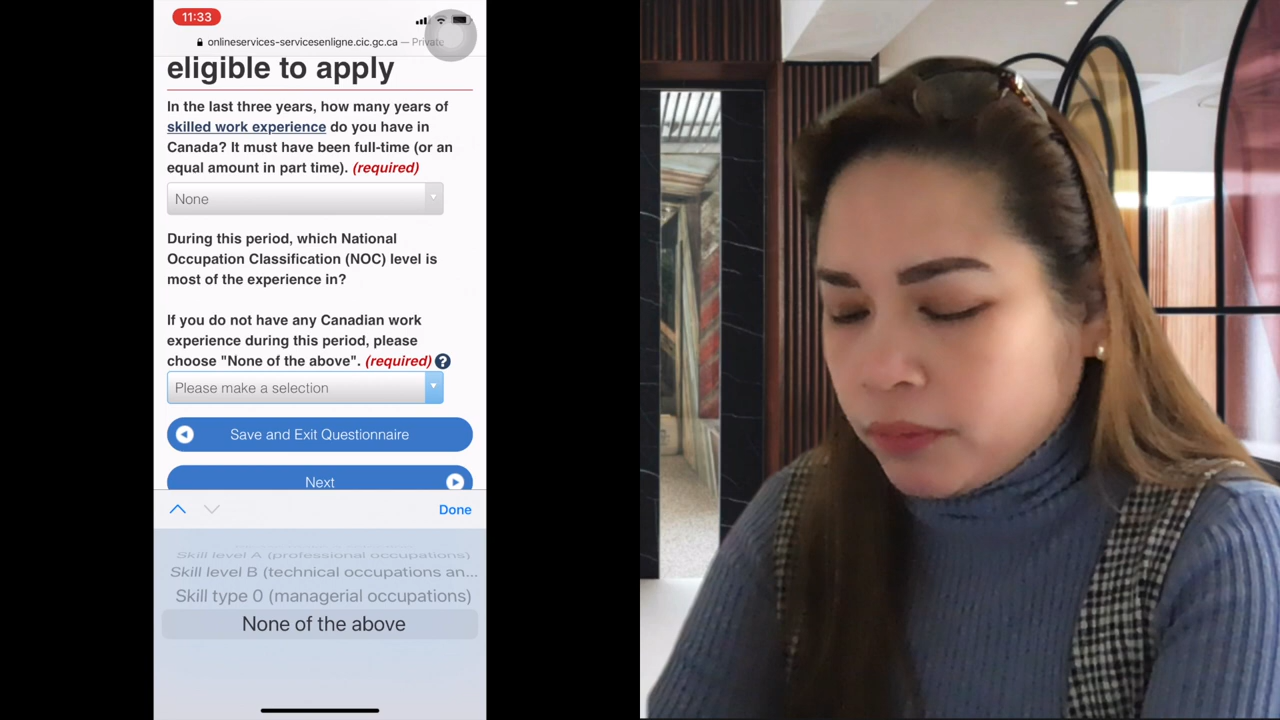 11:33
onlineservices-servicesenligne.cic.gc.ca — Private
eligible to apply
In the last three years, how many years of
skilled work experience do you have in
Canada? It must have been full-time (or an
equal amount in part time). (required)
None
During this period, which National
Occupation Classification (NOC) level is
most of the experience in?
If you do not have any Canadian work
experience during this period, please
choose "None of the above". (required) ?
Please make a selection
Save and Exit Questionnaire
Next
Done
Skill level A (professional occupations)
Skill level B (technical occupations an...
Skill type 0 (managerial occupations)
None of the above